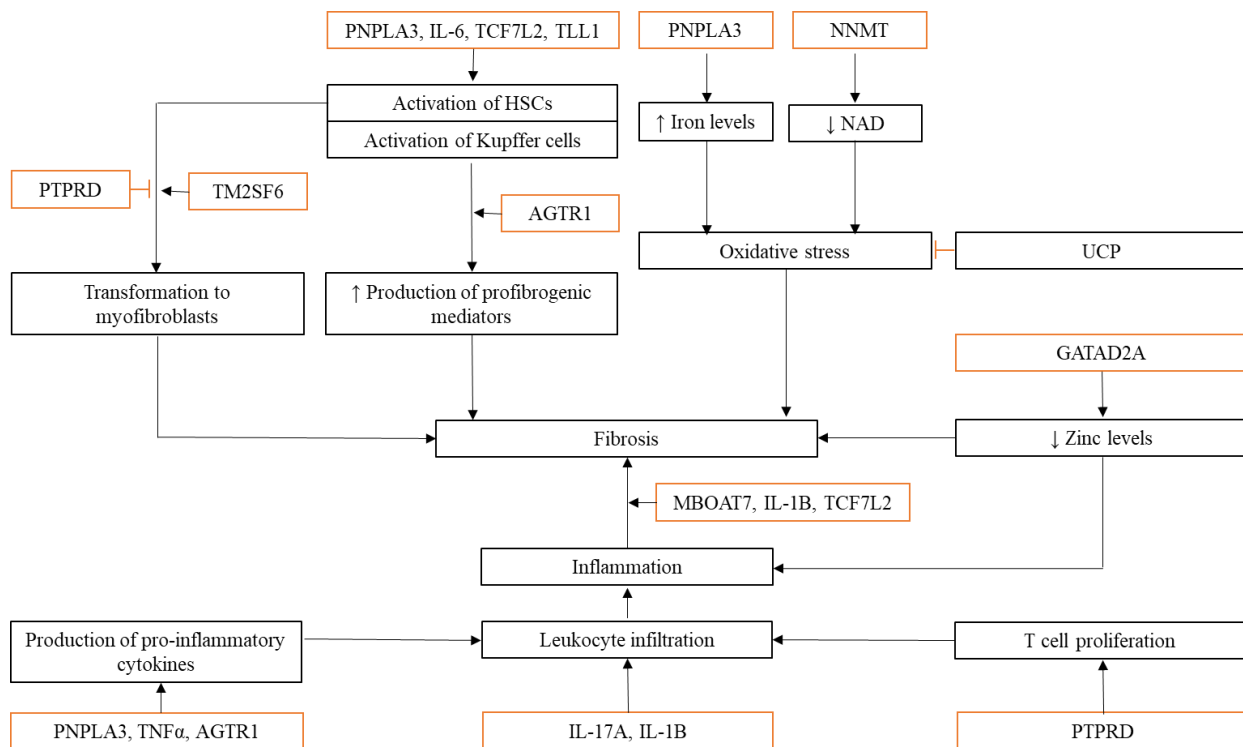 PNPLA3, IL-6, TCF7L2, TLL1
PNPLA3
NNMT
Activation of HSCs
↑ Iron levels
↓ NAD
Activation of Kupffer cells
PTPRD
TM2SF6
AGTR1
Oxidative stress
UCP
Transformation to
myofibroblasts
↑ Production of profibrogenic
mediators
GATAD2A
Fibrosis
↓ Zinc levels
MBOAT7, IL-1B, TCF7L2
Inflammation
Production of pro-inflammatory
cytokines
Leukocyte infiltration
T cell proliferation
PNPLA3, TNFα, AGTR1
IL-17A, IL-1B
PTPRD